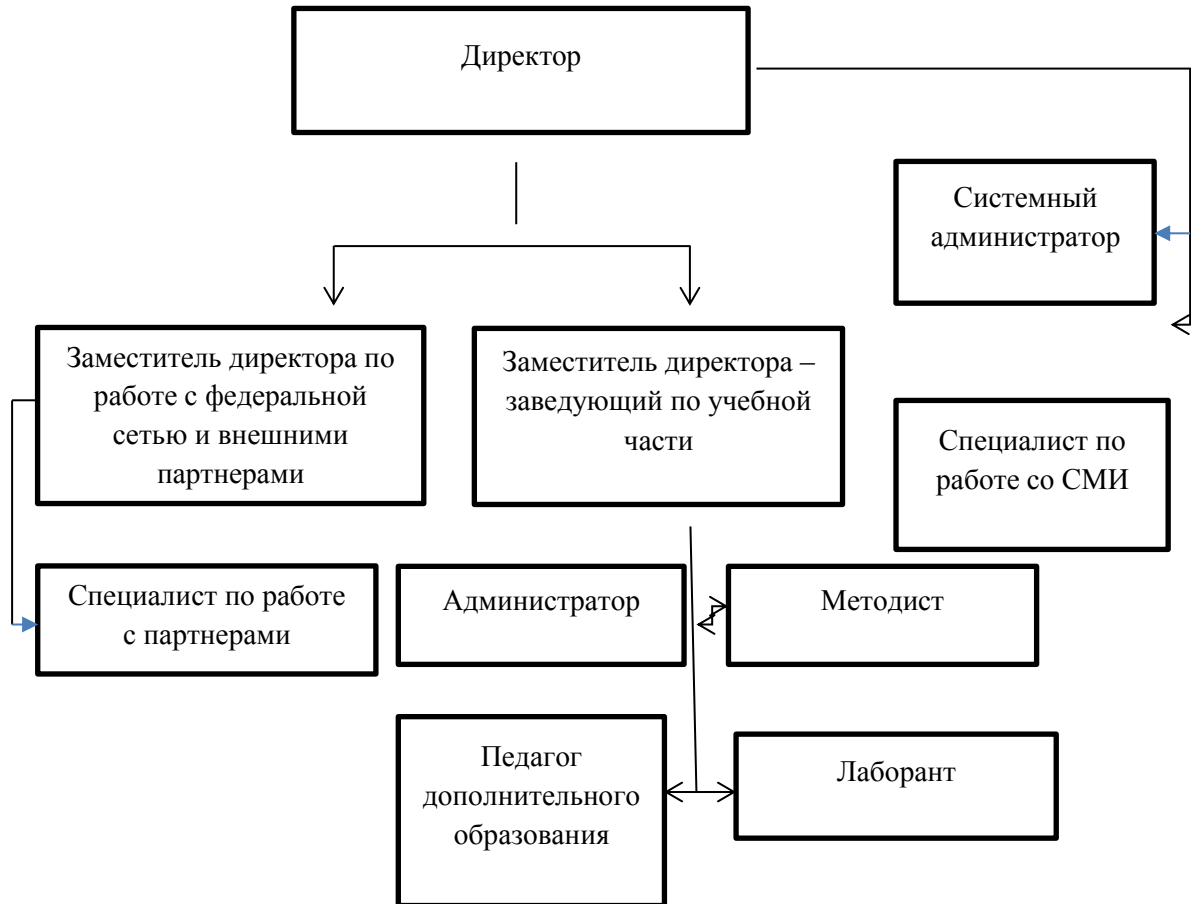 Директор
Системный
администратор
Заместитель директора по
работе с федеральной
сетью и внешними
партнерами
Заместитель директора –
заведующий по учебной
части
Специалист по
работе со СМИ
Специалист по работе
с партнерами
Администратор
Методист
Педагог
дополнительного
образования
Лаборант